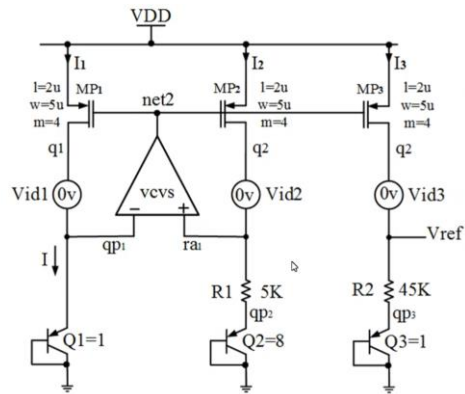 VDD
I1 I2 I3
l=2u MP1 net2 MP2 l=2u MP3 l=2u
w=5u w=5u w=5u
m=4 m=4 m=4
q1 q2 q2
Vid1 0v vcvs 0v Vid2 0v Vid3
− +
qp1 ra1 Vref
I
R1 5K R2 45K
qp2 qp3
Q1=1 Q2=8 Q3=1